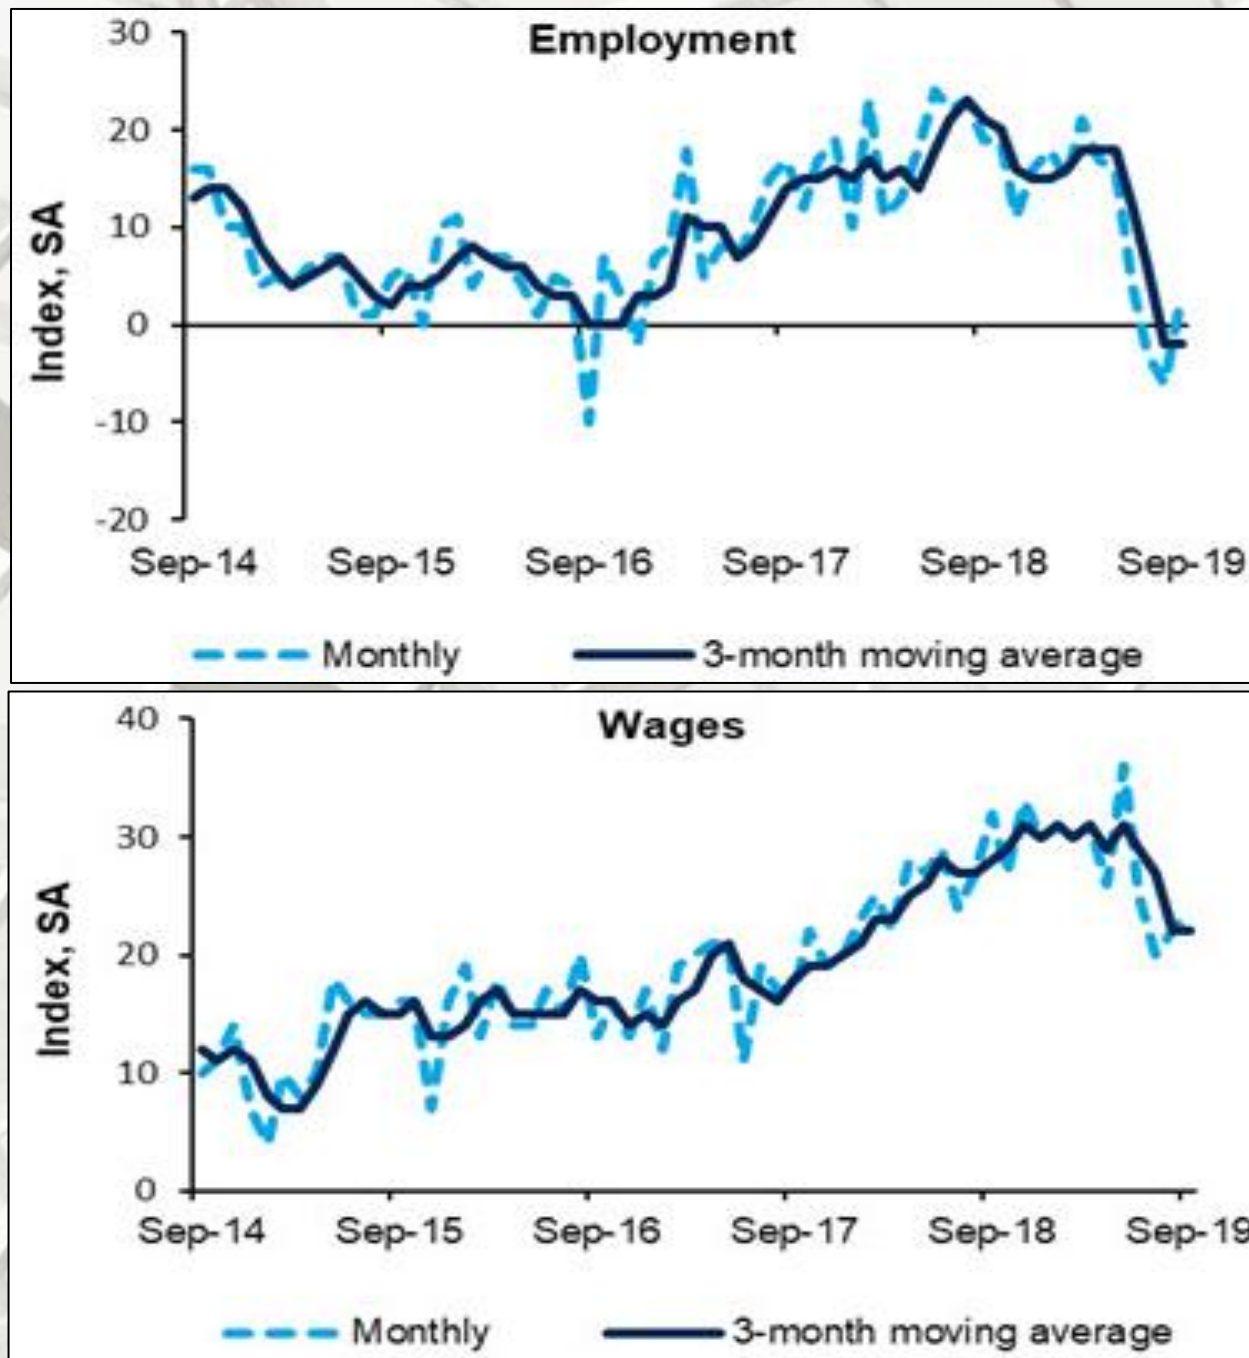 Employment
Index, SA
30
20
10
0
-10
-20
Sep-14 Sep-15 Sep-16 Sep-17 Sep-18 Sep-19
Monthly 3-month moving average
Wages
Index, SA
40
30
20
10
0
Sep-14 Sep-15 Sep-16 Sep-17 Sep-18 Sep-19
Monthly 3-month moving average